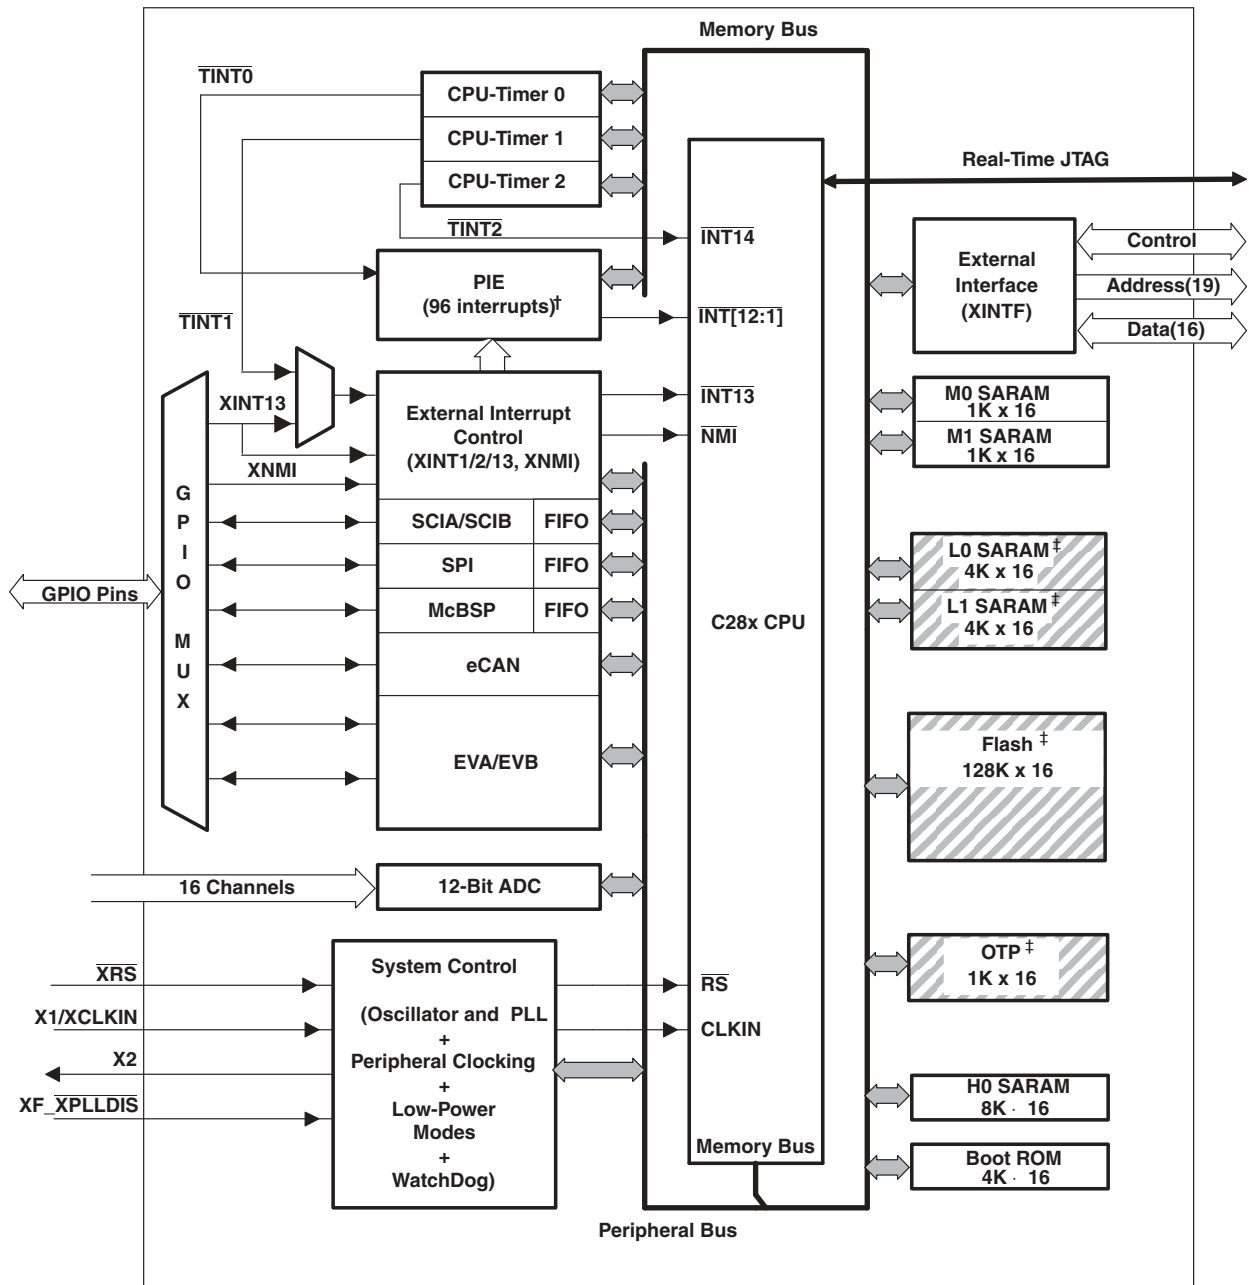 Memory Bus
TINT0
CPU-Timer 0
CPU-Timer 1
CPU-Timer 2
Real-Time JTAG
TINT2
INT14
PIE
(96 interrupts)†
INT[12:1]
External
Interface
(XINTF)
Control
Address(19)
Data(16)
TINT1
XINT13
XNMI
External Interrupt
Control
(XINT1/2/13, XNMI)
INT13
NMI
M0 SARAM
1K x 16
M1 SARAM
1K x 16
GPIO MUX
GPIO Pins
SCIA/SCIB
FIFO
SPI
FIFO
McBSP
FIFO
eCAN
EVA/EVB
C28x CPU
L0 SARAM‡
4K x 16
L1 SARAM‡
4K x 16
Flash ‡
128K x 16
16 Channels
12-Bit ADC
OTP ‡
1K x 16
XRS
X1/XCLKIN
X2
XF_XPLLDIS
System Control
(Oscillator and PLL
+
Peripheral Clocking
+
Low-Power
Modes
+
WatchDog)
RS
CLKIN
H0 SARAM
8K · 16
Memory Bus
Boot ROM
4K · 16
Peripheral Bus